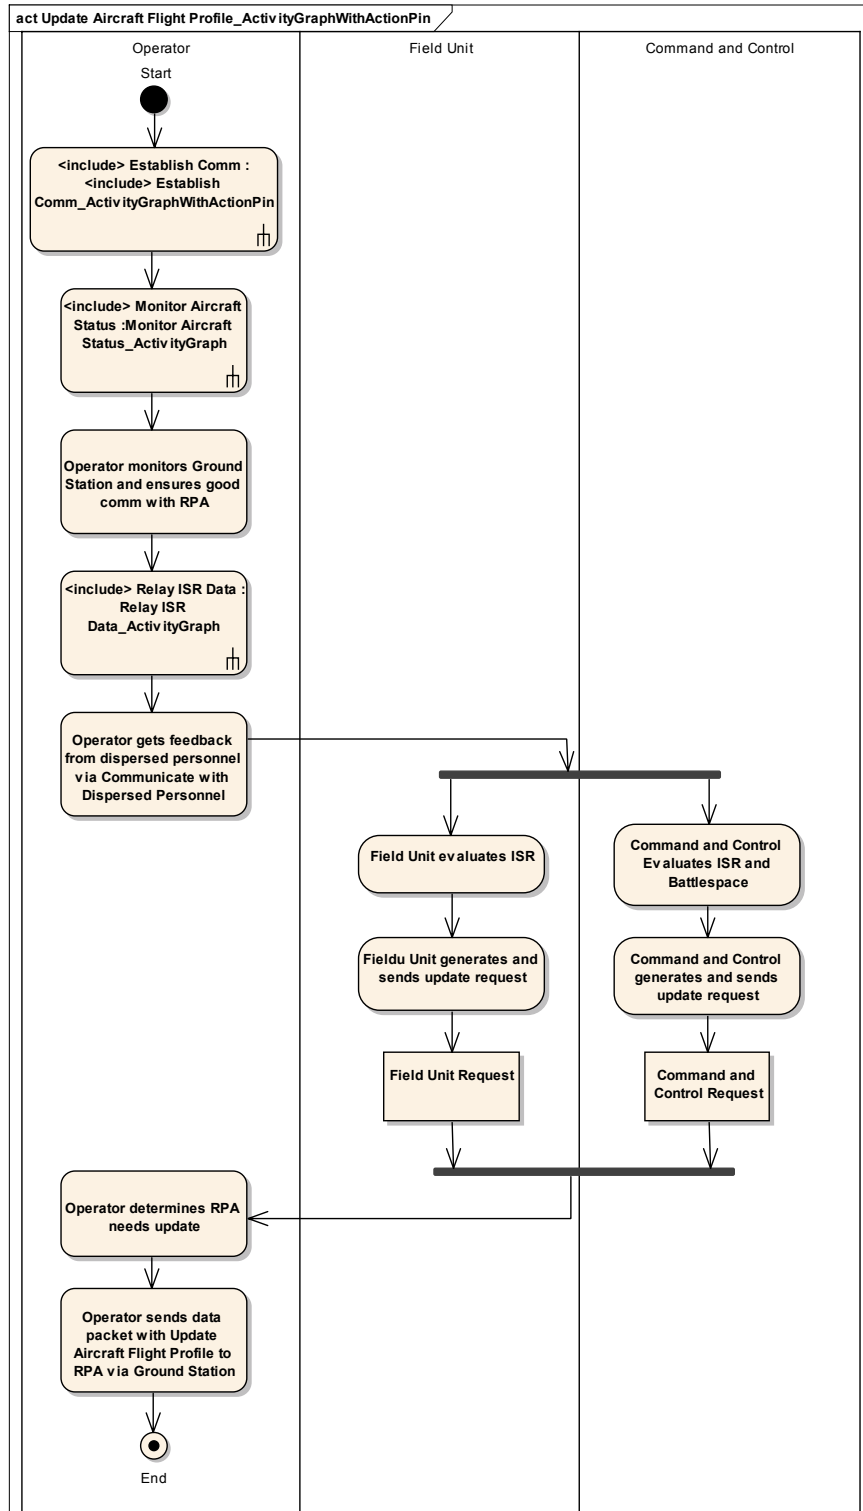 act Update Aircraft Flight Profile_ActivityGraphWithActionPin
Operator
Field Unit
Command and Control
Start
<include> Establish Comm :
<include> Establish
Comm_ActivityGraphWithActionPin
<include> Monitor Aircraft
Status :Monitor Aircraft
Status_ActivityGraph
Operator monitors Ground
Station and ensures good
comm with RPA
<include> Relay ISR Data :
Relay ISR
Data_ActivityGraph
Operator gets feedback
from dispersed personnel
via Communicate with
Dispersed Personnel
Field Unit evaluates ISR
Command and Control
Evaluates ISR and
Battlespace
Fieldu Unit generates and
sends update request
Command and Control
generates and sends
update request
Field Unit Request
Command and
Control Request
Operator determines RPA
needs update
Operator sends data
packet with Update
Aircraft Flight Profile to
RPA via Ground Station
End